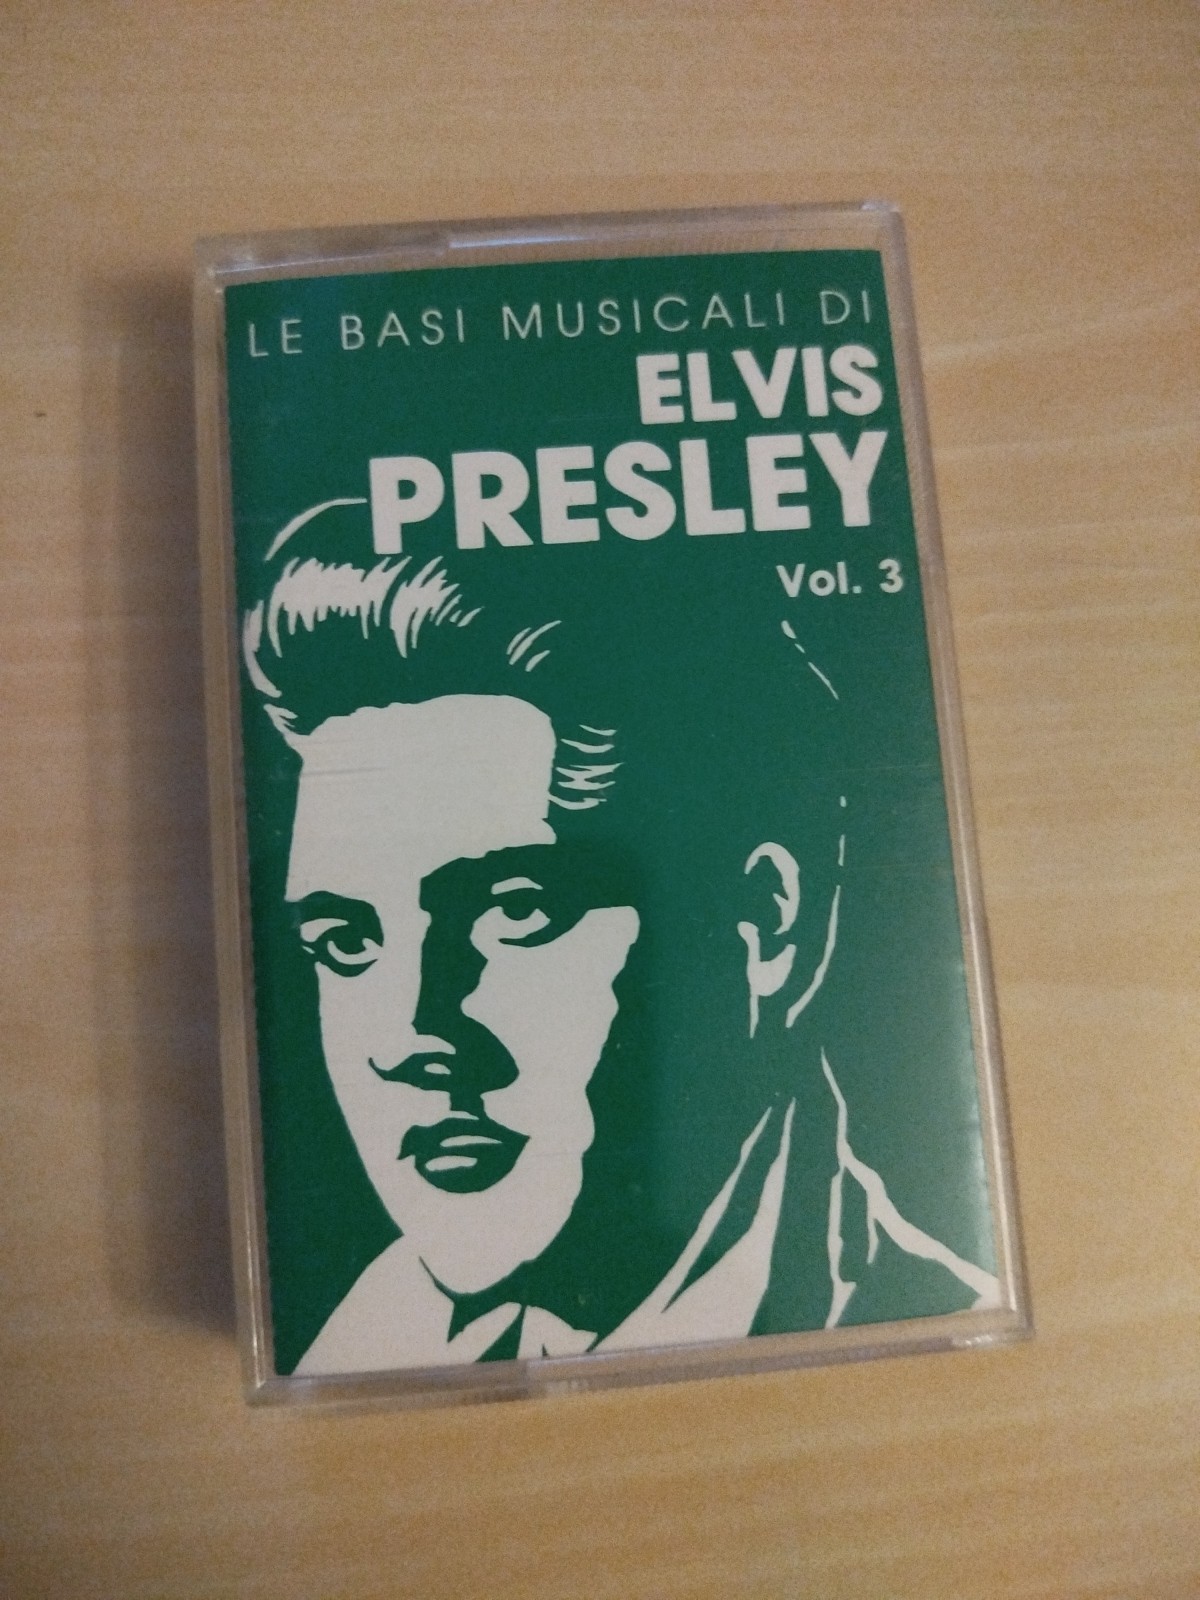 LE BASI MUSICALI DI
ELVIS
PRESLEY
Vol. 3